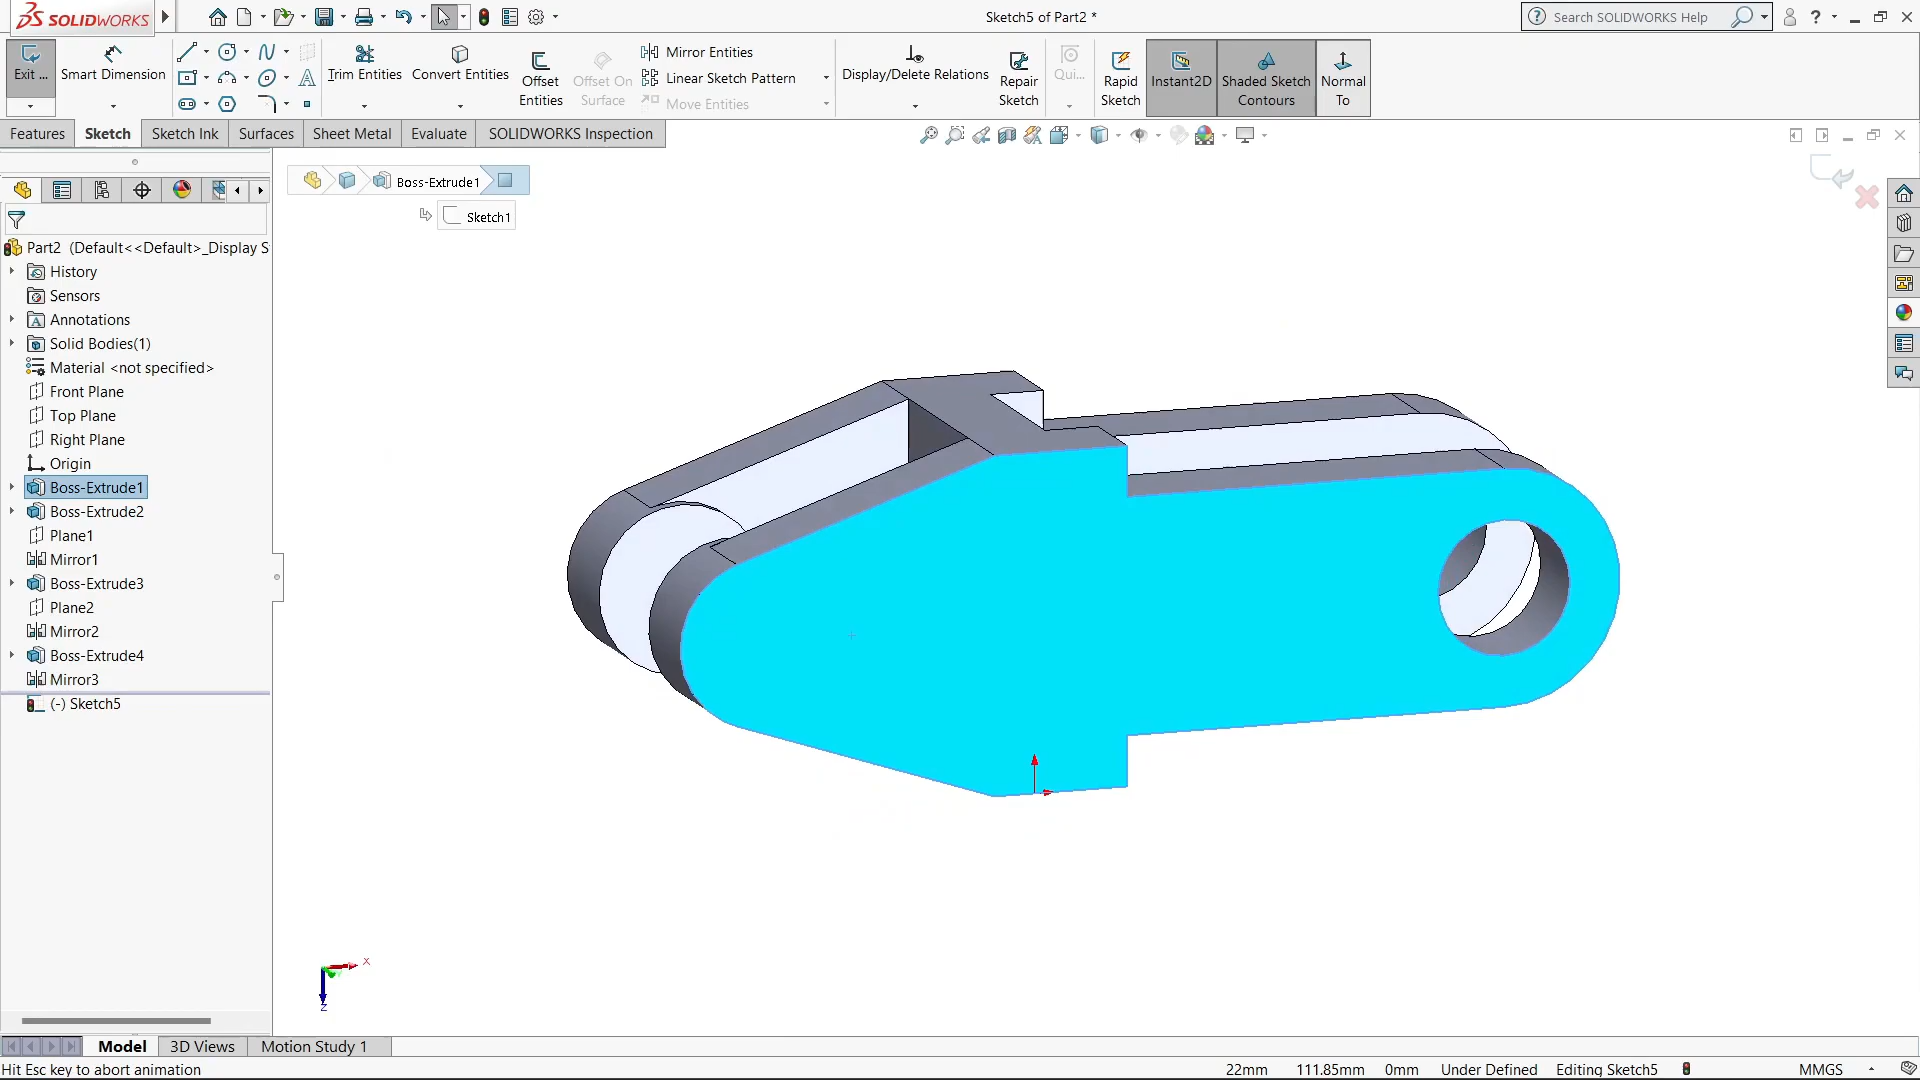 SOLIDWORKS
Sketch5 of Part2 *
Search SOLIDWORKS Help
Exit ...
Smart Dimension
Trim Entities
Convert Entities
Offset
Entities
Offset On
Surface
Mirror Entities
Linear Sketch Pattern
Move Entities
Display/Delete Relations
Repair
Sketch
Qui...
Rapid
Sketch
Instant2D
Shaded Sketch
Contours
Normal
To
Features
Sketch
Sketch Ink
Surfaces
Sheet Metal
Evaluate
SOLIDWORKS Inspection
Boss-Extrude1
Sketch1
Part2 (Default<<Default>_Display S
History
Sensors
Annotations
Solid Bodies(1)
Material <not specified>
Front Plane
Top Plane
Right Plane
Origin
Boss-Extrude1
Boss-Extrude2
Plane1
Mirror1
Boss-Extrude3
Plane2
Mirror2
Boss-Extrude4
Mirror3
(-) Sketch5
X
Z
Model
3D Views
Motion Study 1
Hit Esc key to abort animation
22mm
111.85mm
0mm
Under Defined
Editing Sketch5
MMGS